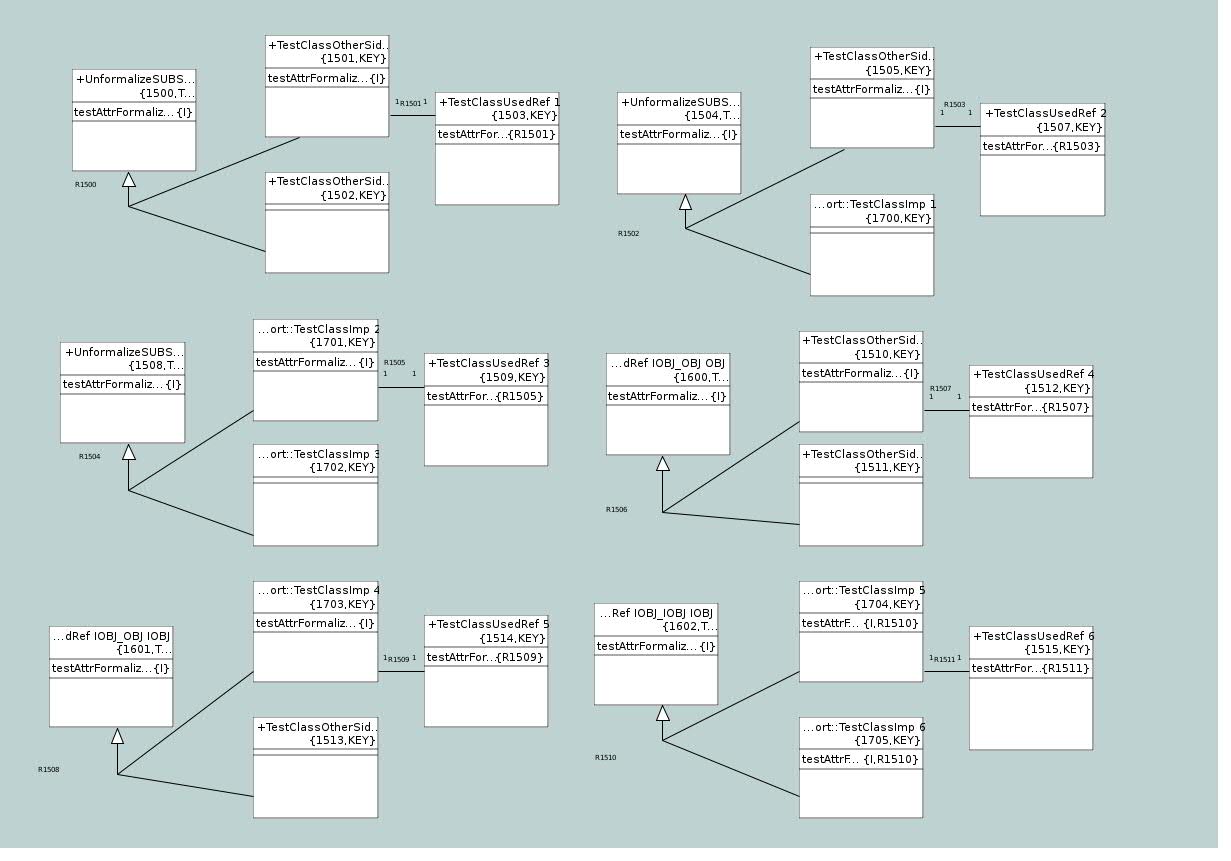 +UnformalizeSUBS...
{1500,T...
testAttrFormaliz... {I}
R1500
+TestClassOtherSid..
{1501,KEY}
testAttrFormaliz... {I}
1 R1501 1
+TestClassUsedRef 1
{1503,KEY}
testAttrFor...{R1501}
+TestClassOtherSid..
{1502,KEY}
+UnformalizeSUBS...
{1504,T...
testAttrFormaliz... {I}
R1502
+TestClassOtherSid..
{1505,KEY}
testAttrFormaliz... {I}
R1503
1 1
+TestClassUsedRef 2
{1507,KEY}
testAttrFor...{R1503}
...ort::TestClassImp 1
{1700,KEY}
+UnformalizeSUBS...
{1508,T...
testAttrFormaliz... {I}
R1504
...ort::TestClassImp 2
{1701,KEY}
testAttrFormaliz... {I}
R1505
1 1
+TestClassUsedRef 3
{1509,KEY}
testAttrFor...{R1505}
...ort::TestClassImp 3
{1702,KEY}
...dRef IOBJ_OBJ OBJ
{1600,T...
testAttrFormaliz... {I}
R1506
+TestClassOtherSid..
{1510,KEY}
testAttrFormaliz... {I}
R1507
1 1
+TestClassUsedRef 4
{1512,KEY}
testAttrFor...{R1507}
+TestClassOtherSid..
{1511,KEY}
...dRef IOBJ_OBJ IOBJ
{1601,T...
testAttrFormaliz... {I}
R1508
...ort::TestClassImp 4
{1703,KEY}
testAttrFormaliz... {I}
1 R1509 1
+TestClassUsedRef 5
{1514,KEY}
testAttrFor...{R1509}
+TestClassOtherSid..
{1513,KEY}
...Ref IOBJ_IOBJ IOBJ
{1602,T...
testAttrFormaliz... {I}
R1510
...ort::TestClassImp 5
{1704,KEY}
testAttrF... {I,R1510}
1 R1511 1
+TestClassUsedRef 6
{1515,KEY}
testAttrFor...{R1511}
...ort::TestClassImp 6
{1705,KEY}
testAttrF... {I,R1510}